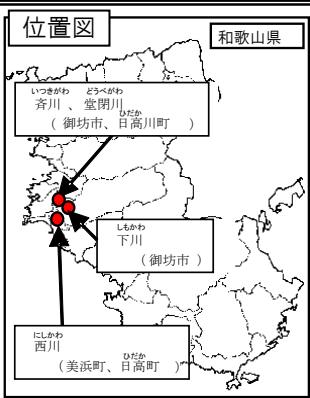 位置図
和歌山県
いつきがわ どうべがわ
斉川 、堂閉川
ひだか
( 御坊市、日高川町 )
しもかわ
下川
( 御坊市 )
にしかわ
西川
ひだか
(美浜町、日高町 )